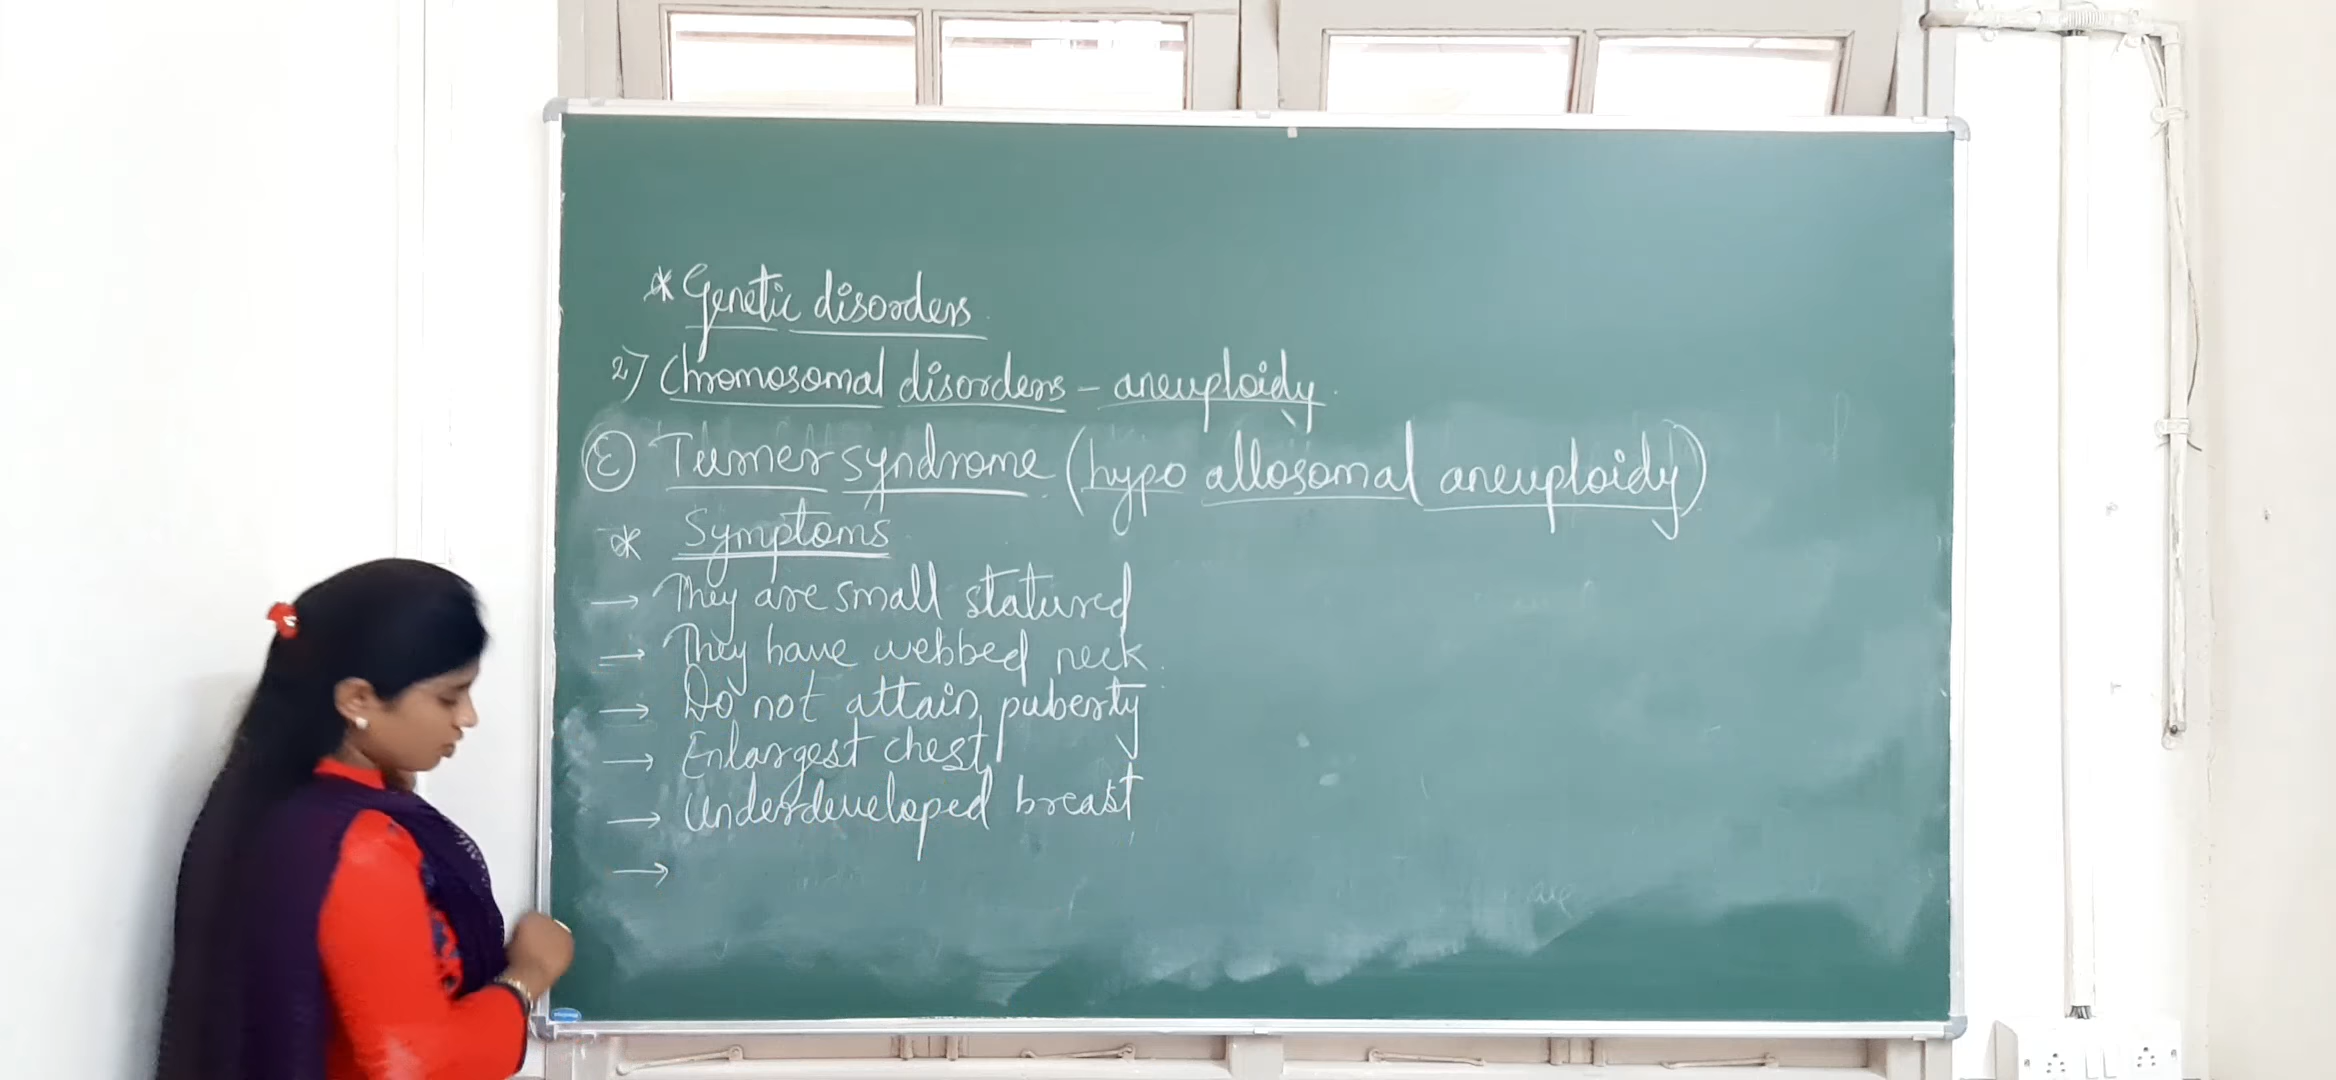 * Genetic disorders
2) Chromosomal disorders - aneuploidy.
Turner syndrome (hypo allosomal aneuploidy)
* Symptoms
→ They are small statured
→ They have webbed neck.
→ Do not attain puberty
→ Enlargest chest
→ Underdeveloped breast
→